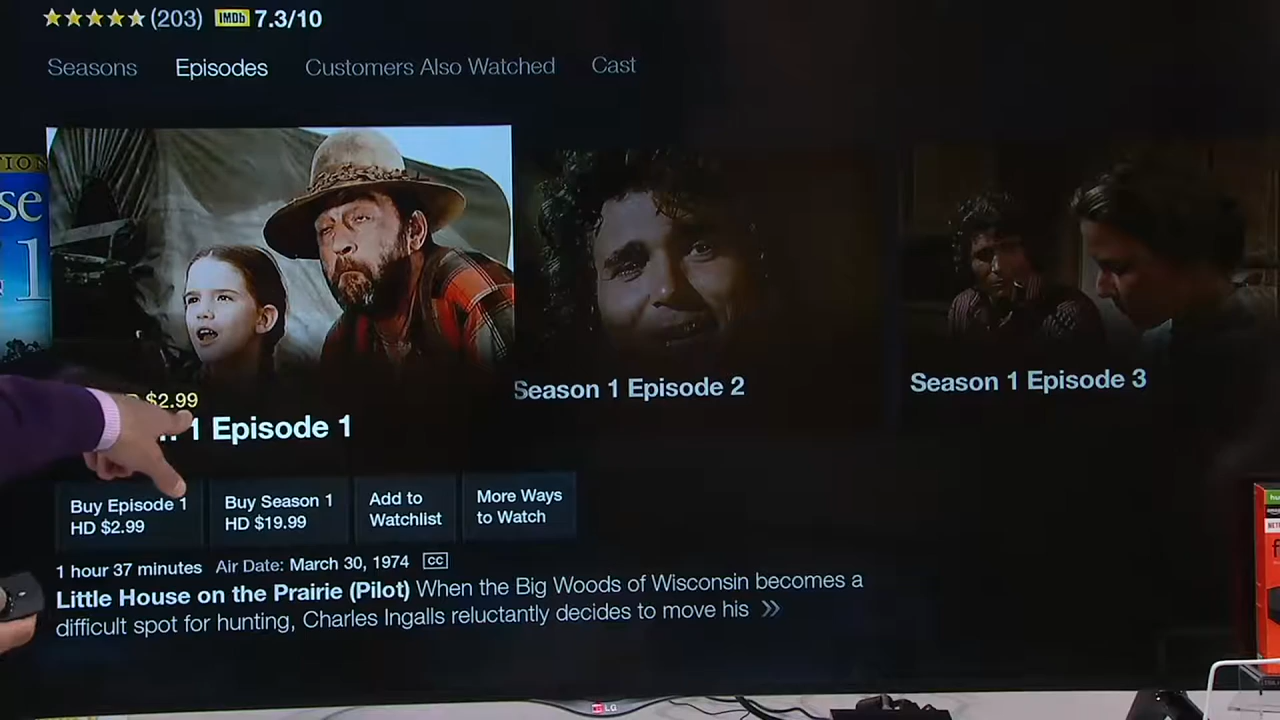 (203) IMDb 7.3/10
Seasons Episodes Customers Also Watched Cast
TION
se
1
$2.99
1 Episode 1
Season 1 Episode 2
Season 1 Episode 3
Buy Episode 1
HD $2.99
Buy Season 1
HD $19.99
Add to
Watchlist
More Ways
to Watch
1 hour 37 minutes Air Date: March 30, 1974 CC
Little House on the Prairie (Pilot) When the Big Woods of Wisconsin becomes a
difficult spot for hunting, Charles Ingalls reluctantly decides to move his »
LG